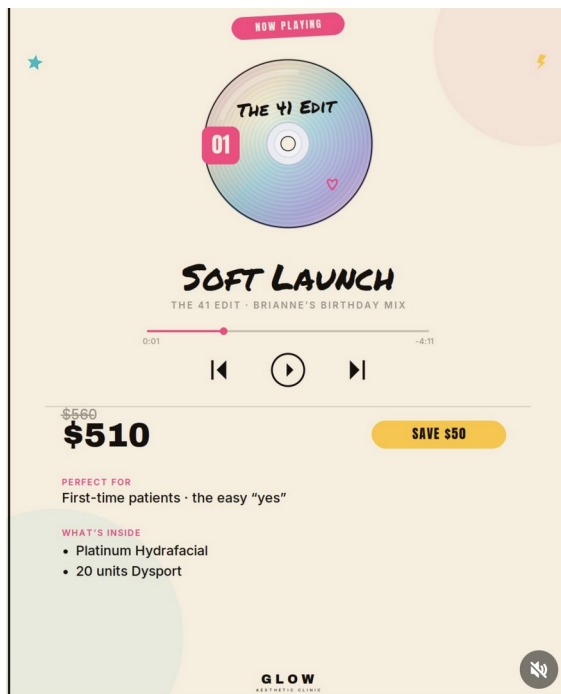 NOW PLAYING
THE 41 EDIT
01
SOFT LAUNCH
THE 41 EDIT · BRIANNE'S BIRTHDAY MIX
0:01 -4:11
$560
$510
SAVE $50
PERFECT FOR
First-time patients · the easy “yes”
WHAT'S INSIDE
• Platinum Hydrafacial
• 20 units Dysport
GLOW
AESTHETIC CLINIC